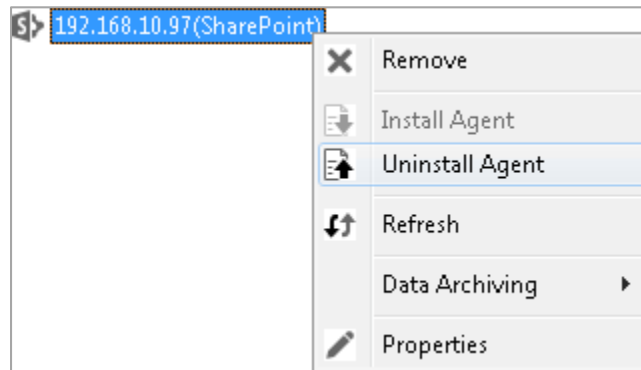 192.168.10.97(SharePoint)
Remove
Install Agent
Uninstall Agent
Refresh
Data Archiving
Properties